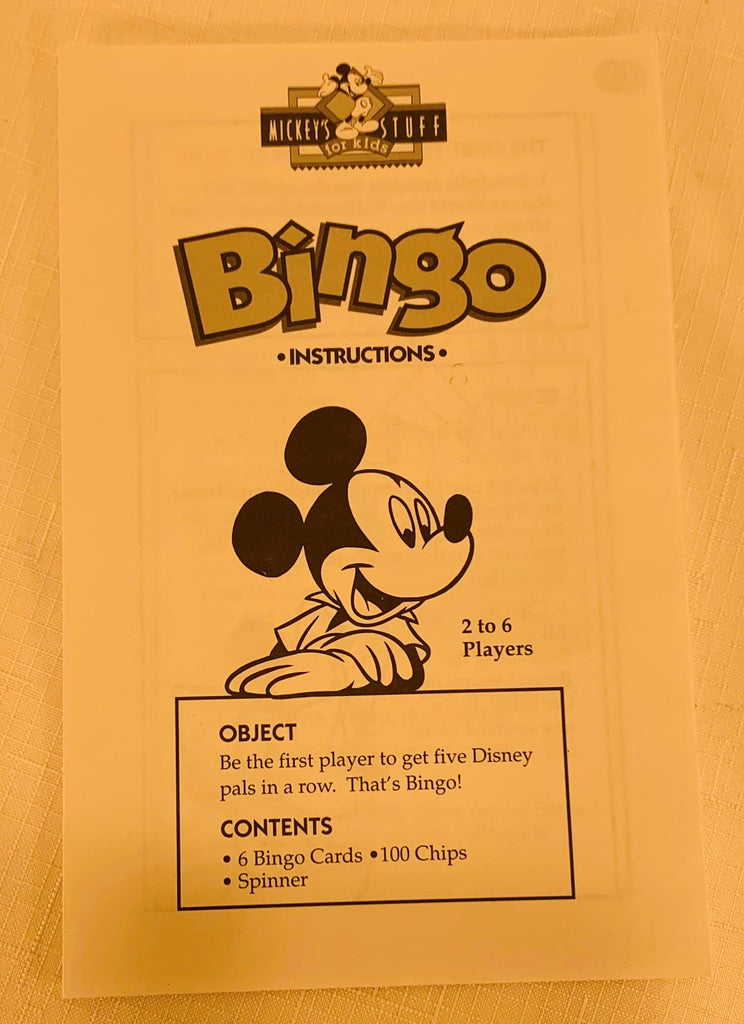 MICKEY'S STUFF
for kids
Bingo
• INSTRUCTIONS •
2 to 6
Players
OBJECT
Be the first player to get five Disney
pals in a row. That's Bingo!
CONTENTS
• 6 Bingo Cards •100 Chips
• Spinner